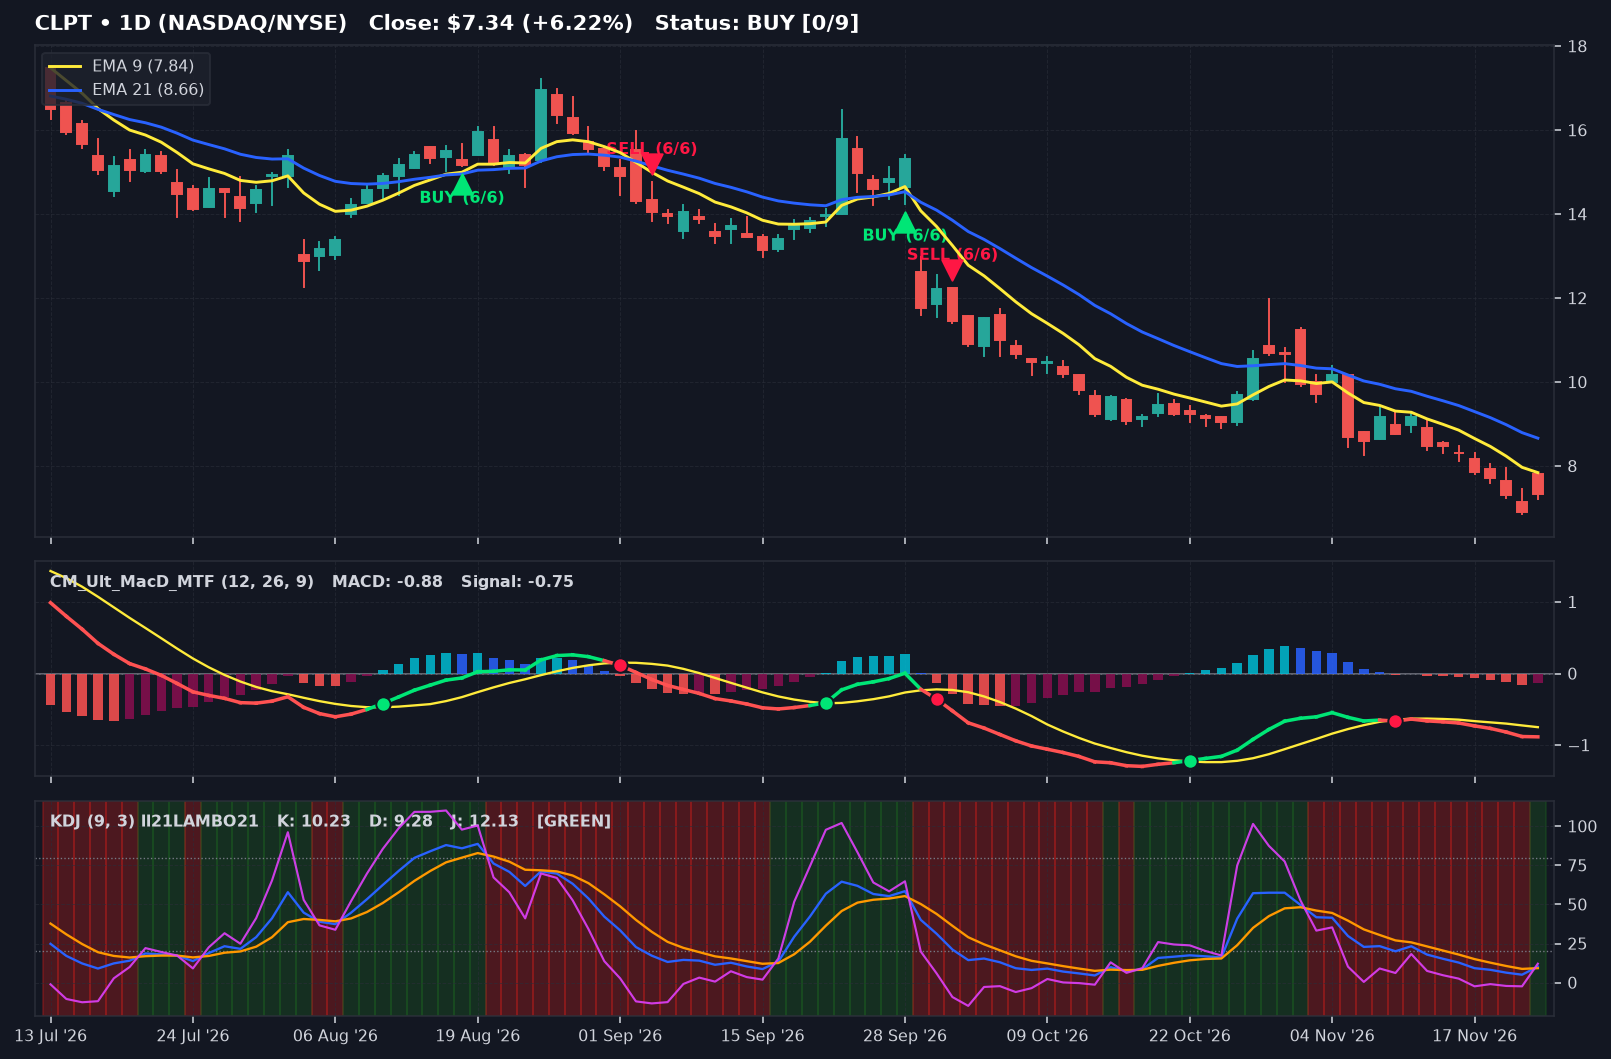 CLPT • 1D (NASDAQ/NYSE)   Close: $7.34 (+6.22%)   Status: BUY [0/9]
EMA 9 (7.84)
EMA 21 (8.66)
18
16
14
12
10
8
SELL (6/6)
BUY (6/6)
BUY (6/6)
SELL (6/6)
CM_Ult_MacD_MTF (12, 26, 9)   MACD: -0.88   Signal: -0.75
1
0
−1
KDJ (9, 3) II21LAMBO21   K: 10.23   D: 9.28   J: 12.13   [GREEN]
100
75
50
25
0
13 Jul '26
24 Jul '26
06 Aug '26
19 Aug '26
01 Sep '26
15 Sep '26
28 Sep '26
09 Oct '26
22 Oct '26
04 Nov '26
17 Nov '26